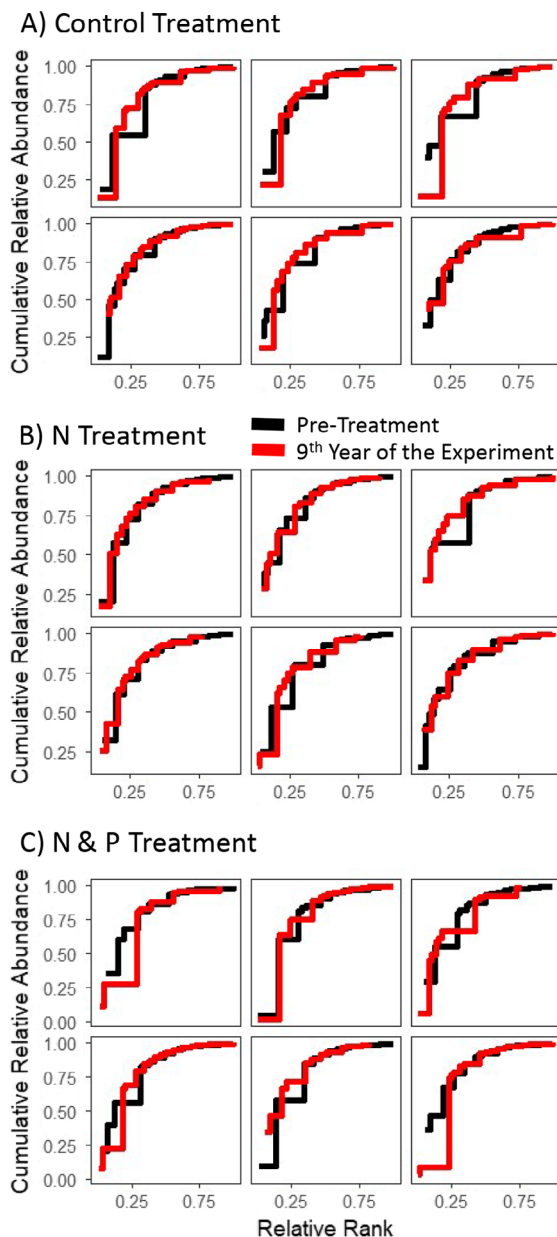 A) Control Treatment
Cumulative Relative Abundance
1.00
0.75
0.50
0.25
1.00
0.75
0.50
0.25
0.25 0.75 0.25 0.75 0.25 0.75
Pre-Treatment
B) N Treatment
9th Year of the Experiment
Cumulative Relative Abundance
1.00
0.75
0.50
0.25
1.00
0.75
0.50
0.25
0.25 0.75 0.25 0.75 0.25 0.75
C) N & P Treatment
Cumulative Relative Abundance
1.00
0.75
0.50
0.25
0.00
1.00
0.75
0.50
0.25
0.00
0.25 0.75 0.25 0.75 0.25 0.75
Relative Rank